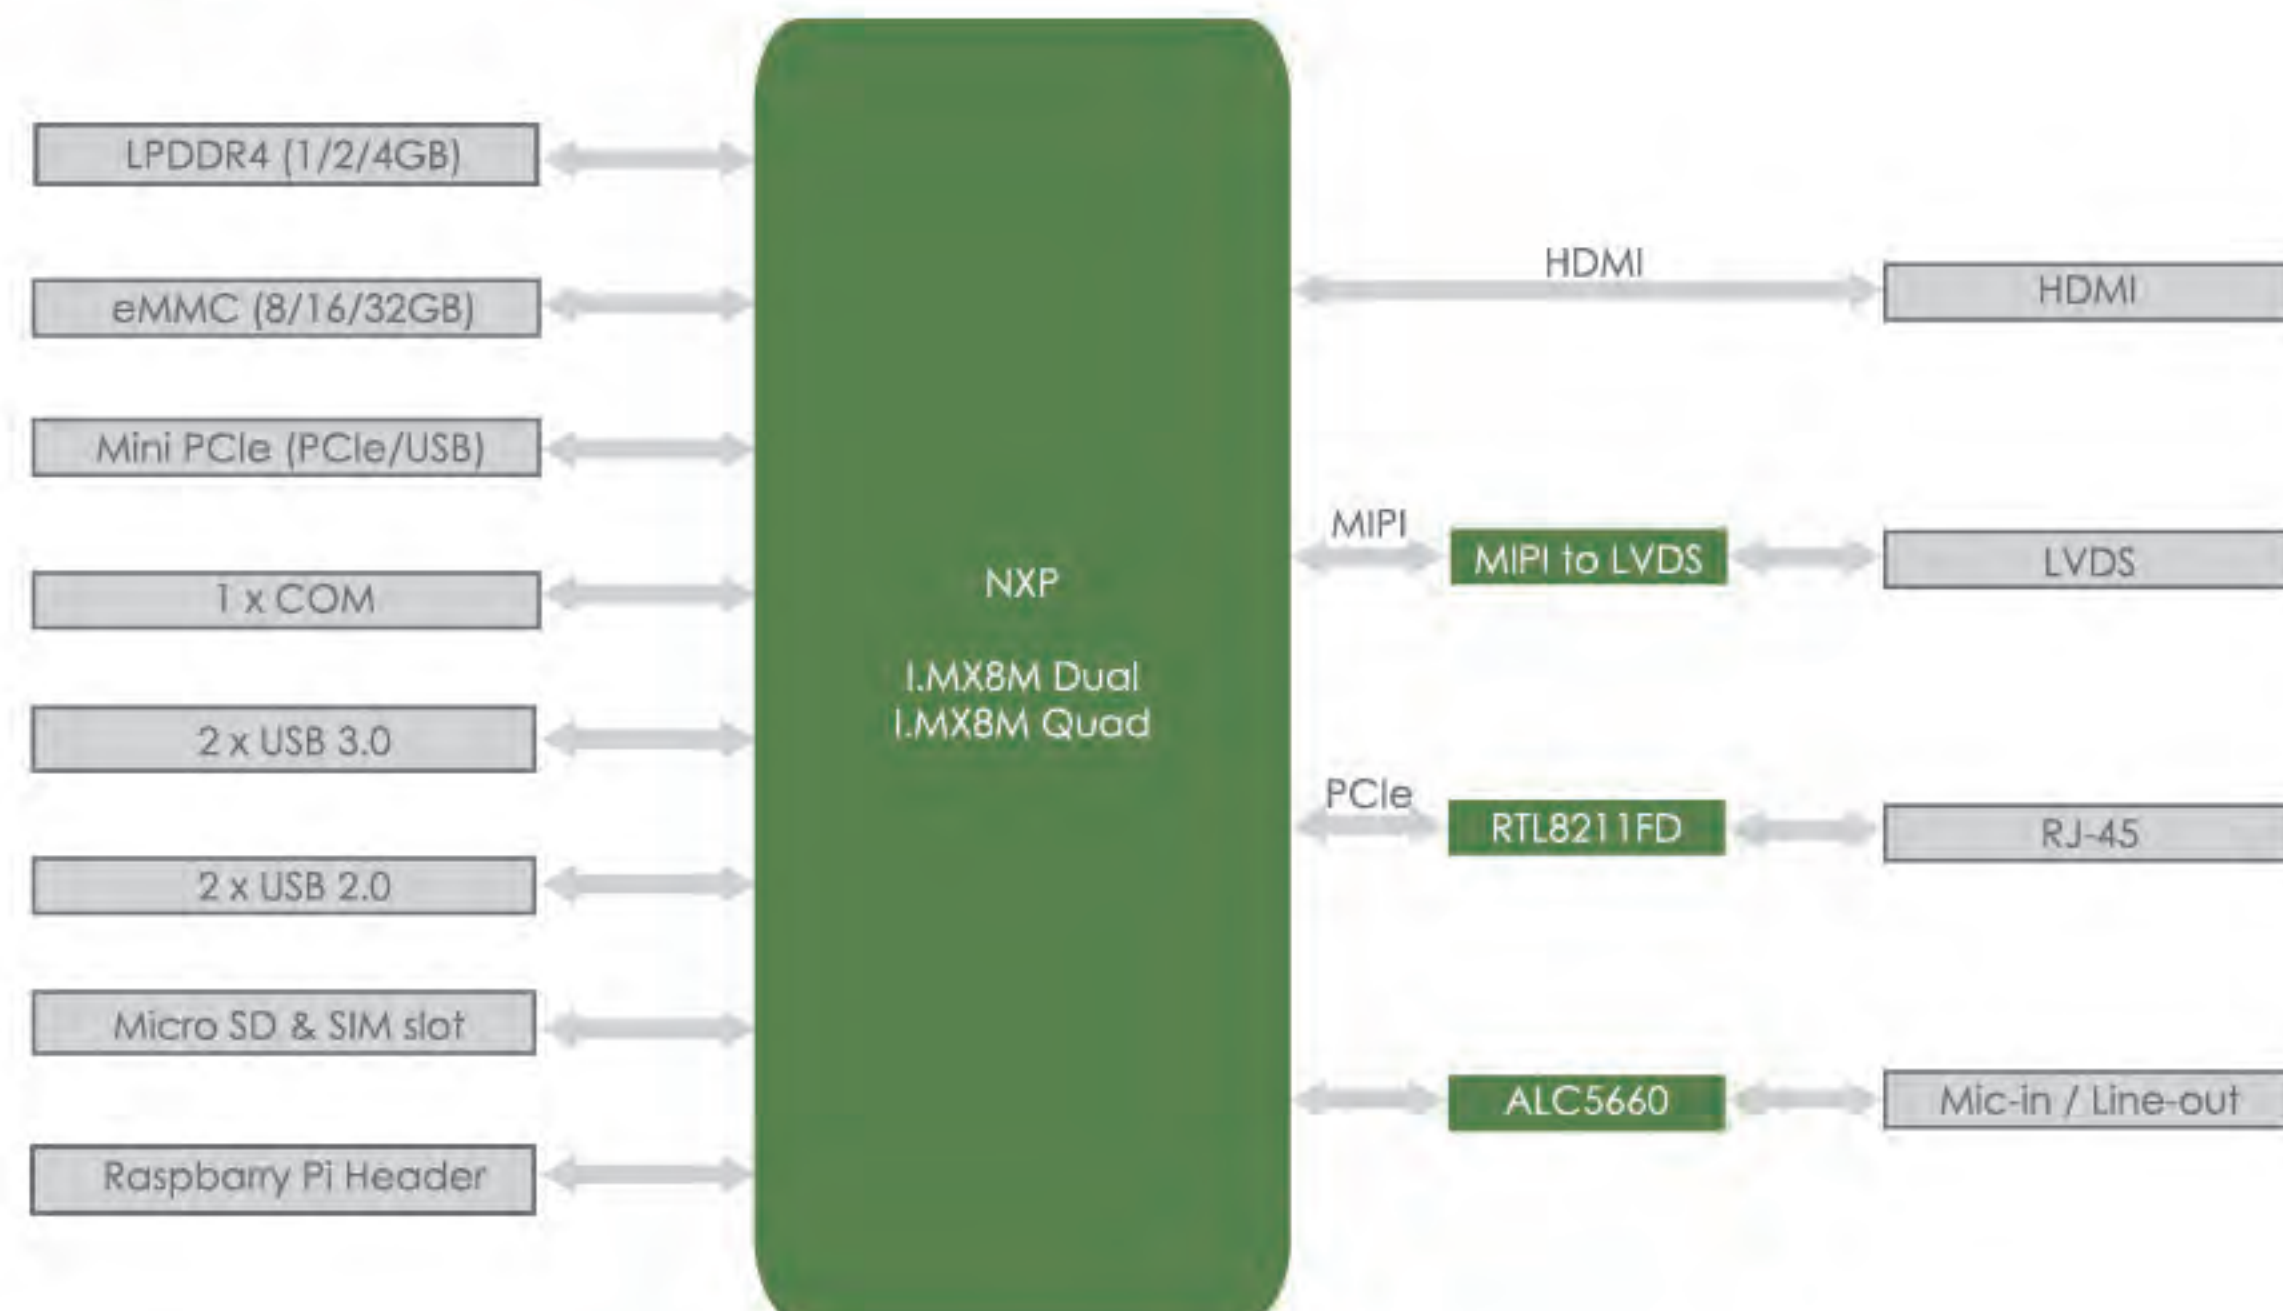 LPDDR4 (1/2/4GB)
eMMC (8/16/32GB)
Mini PCIe (PCIe/USB)
1 x COM
2 x USB 3.0
2 x USB 2.0
Micro SD & SIM slot
Raspbarry Pi Header
NXP
I.MX8M Dual
I.MX8M Quad
HDMI
HDMI
MIPI
MIPI to LVDS
LVDS
PCIe
RTL8211FD
RJ-45
ALC5660
Mic-in / Line-out